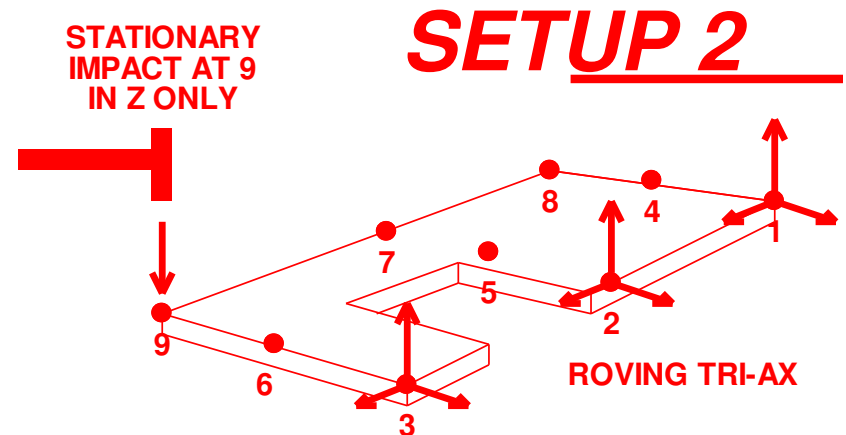 STATIONARY
IMPACT AT 9
IN Z ONLY
SETUP 2
8
4
1
7
5
2
9
6
3
ROVING TRI-AX